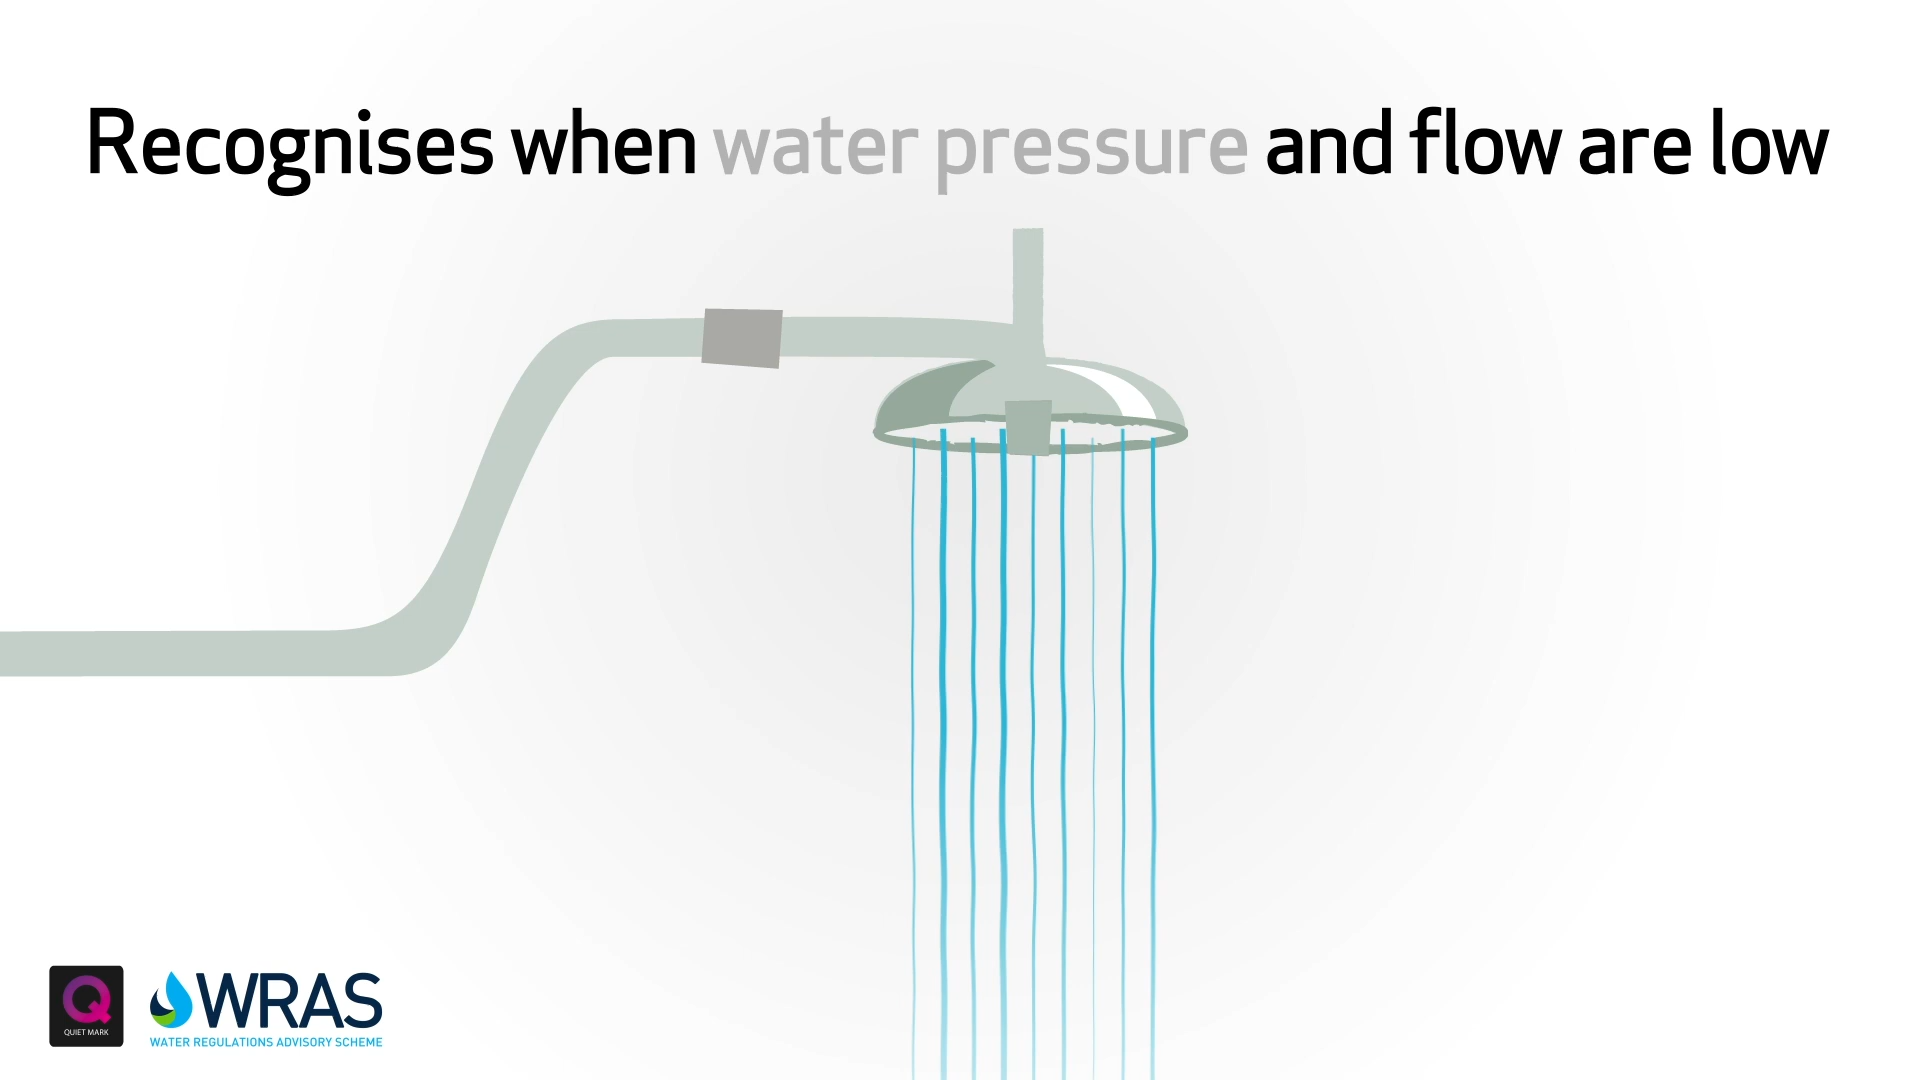 Recognises when water pressure and flow are low
Q
QUIET MARK
WRAS
WATER REGULATIONS ADVISORY SCHEME